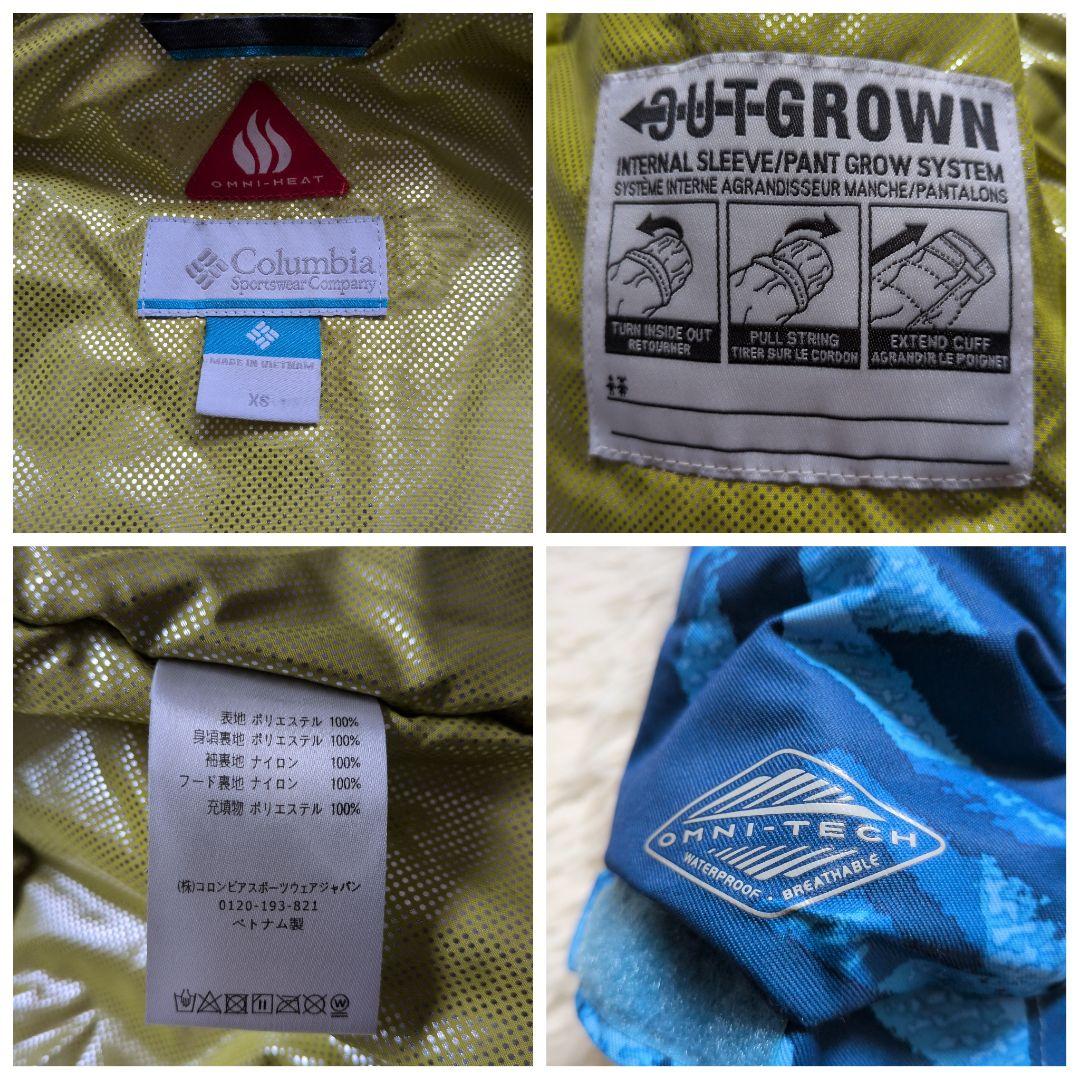 OMNI-HEAT
Columbia
Sportswear Company
MADE IN VIETNAM
XS
OUTGROWN
INTERNAL SLEEVE/PANT GROW SYSTEM
SYSTÈME INTERNE AGRANDISSEUR MANCHE/PANTALONS
TURN INSIDE OUT
RETOURNER
PULL STRING
TIRER SUR LE CORDON
EXTEND CUFF
AGRANDIR LE POIGNET
表地 ポリエステル 100%
身頃裏地 ポリエステル 100%
袖裏地 ナイロン 100%
フード裏地 ナイロン 100%
充填物 ポリエステル 100%
(株)コロンビアスポーツウェアジャパン
0120-193-821
ベトナム製
W
OMNI-TECH
WATERPROOF · BREATHABLE